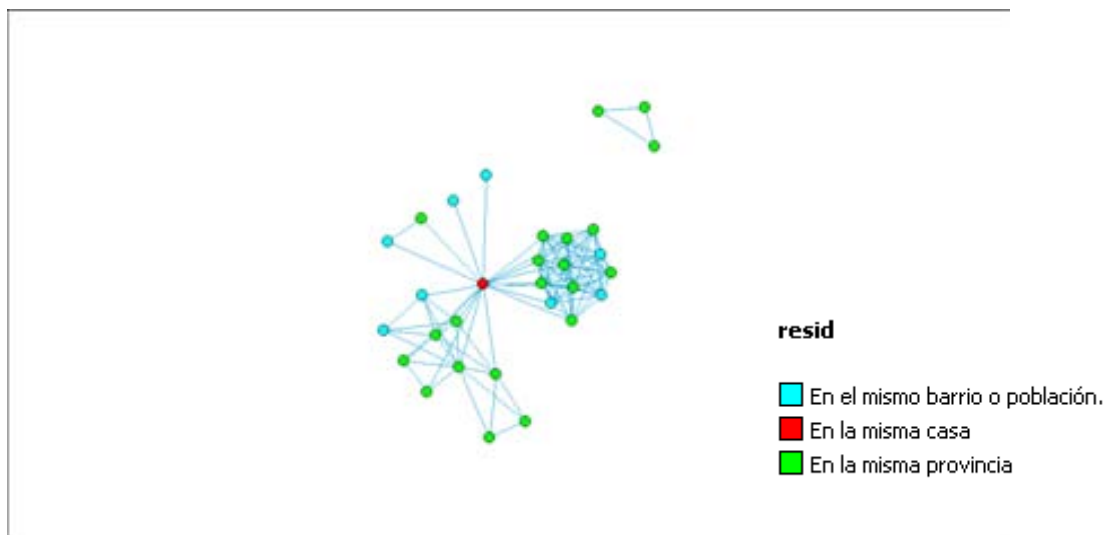 resid
En el mismo barrio o población.
En la misma casa
En la misma provincia